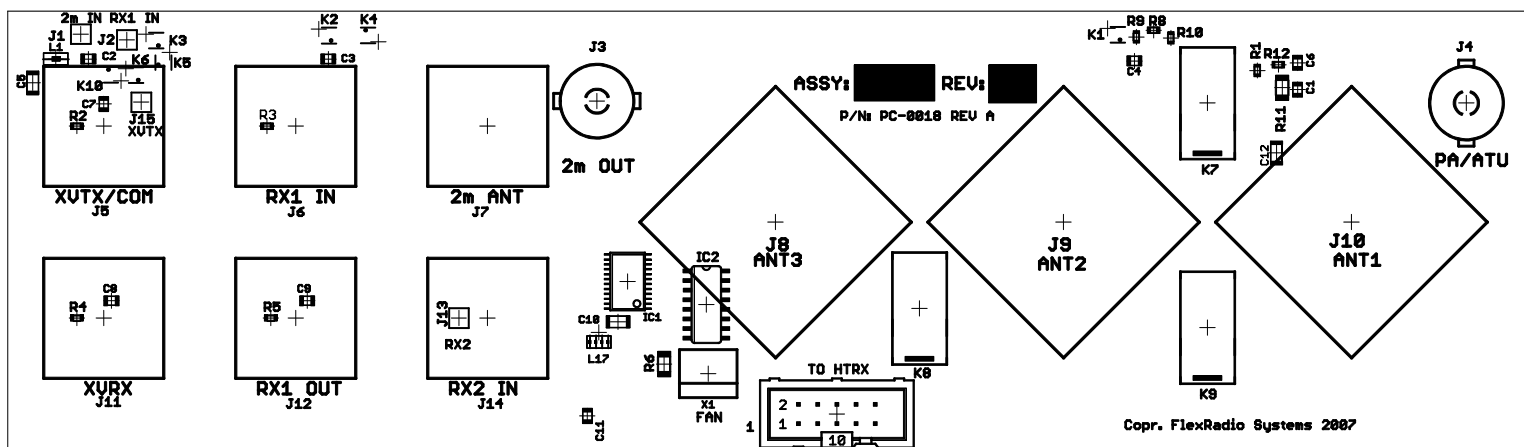 2m IN RX1 IN
J1
J2
L1
C2
K3
K6
K5
C5
K10
C7
J15
XVTX
R2
XVTX/COM
J5
K2
K4
C3
R3
RX1 IN
J6
2m ANT
J7
J3
2m OUT
ASSY:
REV:
P/N: PC-0018 REV A
K1
R9
R8
R10
C4
K7
R1
R12
C6
C1
R11
C12
J4
PA/ATU
J8
ANT3
J9
ANT2
J10
ANT1
C8
R4
XVRX
J11
C9
R5
RX1 OUT
J12
J13
RX2
RX2 IN
J14
IC1
C10
L17
C11
IC2
R6
X1
FAN
TO HTRX
2
1
1
10
K8
K9
Copr. FlexRadio Systems 2007